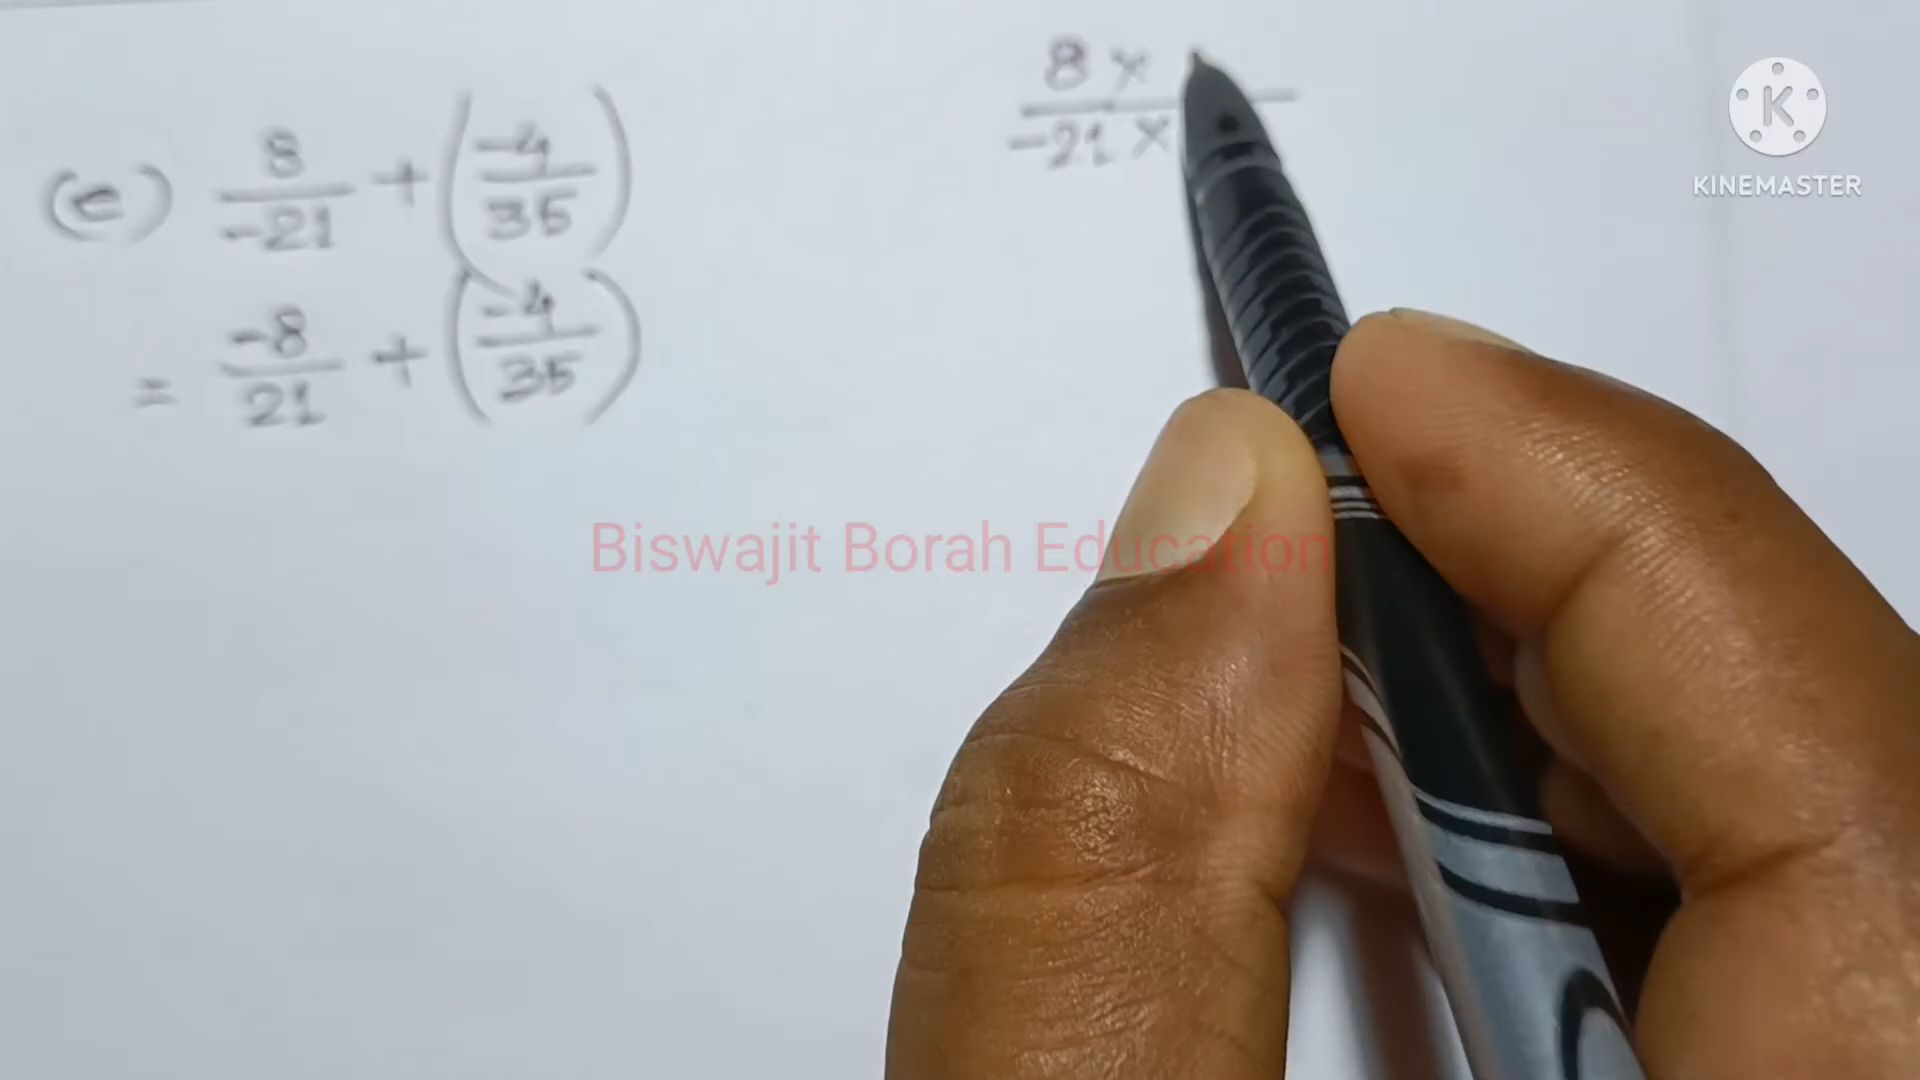 (e) 8/-21 + (-4/35)
= -8/21 + (-4/35)
8 ×
-21 ×
K
KINEMASTER
Biswajit Borah Education